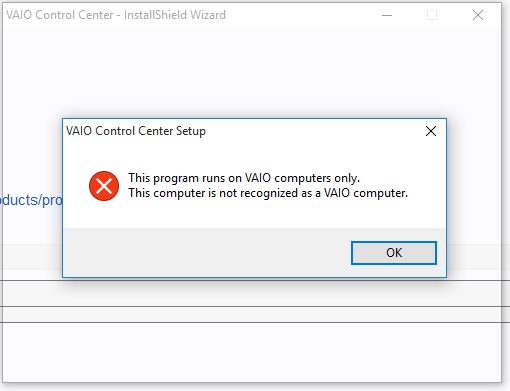 VAIO Control Center - InstallShield Wizard
VAIO Control Center Setup
This program runs on VAIO computers only.
This computer is not recognized as a VAIO computer.
oducts/pro
OK